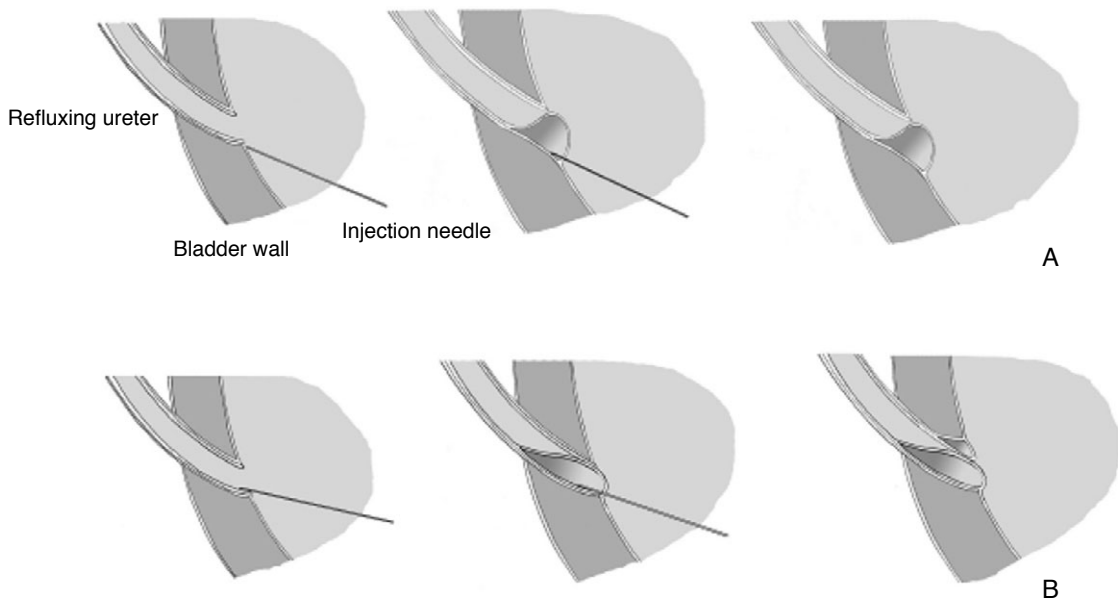 Refluxing ureter
Injection needle
Bladder wall
A
B